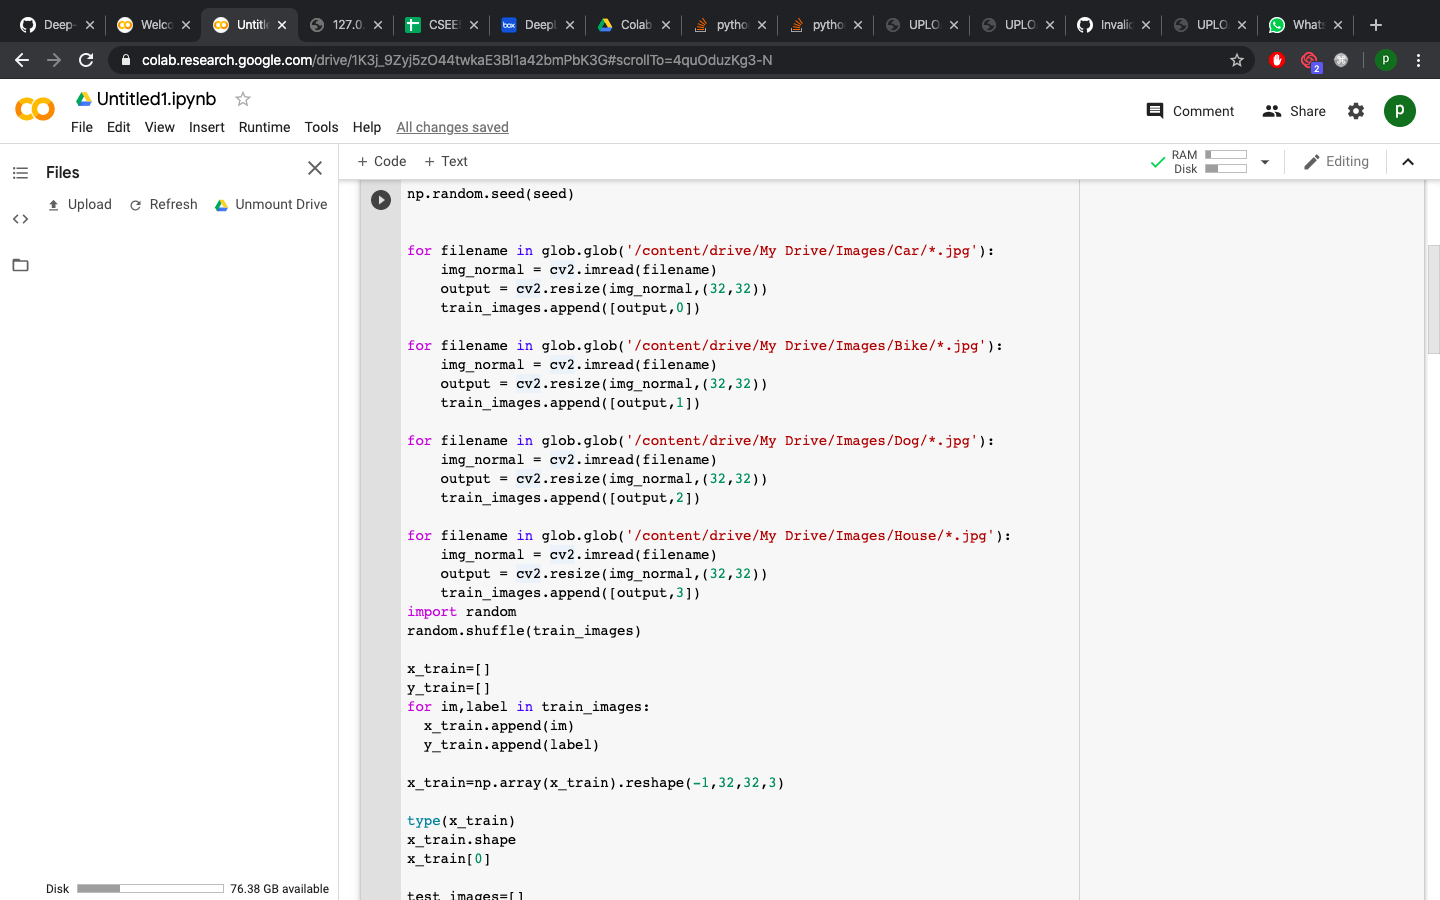 Deep-
Welco
Untitle
127.0.
CSEE
DeepL
Colab
pytho
pytho
UPLO.
UPLO.
Invalic
UPLO.
What
colab.research.google.com/drive/1K3j_9Zyj5zO44twkaE3Bl1a42bmPbK3G#scrollTo=4quOduzKg3-N
2
p
Untitled1.ipynb
Comment
Share
p
File Edit View Insert Runtime Tools Help All changes saved
Files
+ Code + Text
RAM
Disk
Editing
Upload Refresh Unmount Drive
np.random.seed(seed)
for filename in glob.glob('/content/drive/My Drive/Images/Car/*.jpg'):
img_normal = cv2.imread(filename)
output = cv2.resize(img_normal,(32,32))
train_images.append([output,0])
for filename in glob.glob('/content/drive/My Drive/Images/Bike/*.jpg'):
img_normal = cv2.imread(filename)
output = cv2.resize(img_normal,(32,32))
train_images.append([output,1])
for filename in glob.glob('/content/drive/My Drive/Images/Dog/*.jpg'):
img_normal = cv2.imread(filename)
output = cv2.resize(img_normal,(32,32))
train_images.append([output,2])
for filename in glob.glob('/content/drive/My Drive/Images/House/*.jpg'):
img_normal = cv2.imread(filename)
output = cv2.resize(img_normal,(32,32))
train_images.append([output,3])
import random
random.shuffle(train_images)
x_train=[]
y_train=[]
for im,label in train_images:
x_train.append(im)
y_train.append(label)
x_train=np.array(x_train).reshape(-1,32,32,3)
type(x_train)
x_train.shape
x_train[0]
test_images=[]
Disk 76.38 GB available